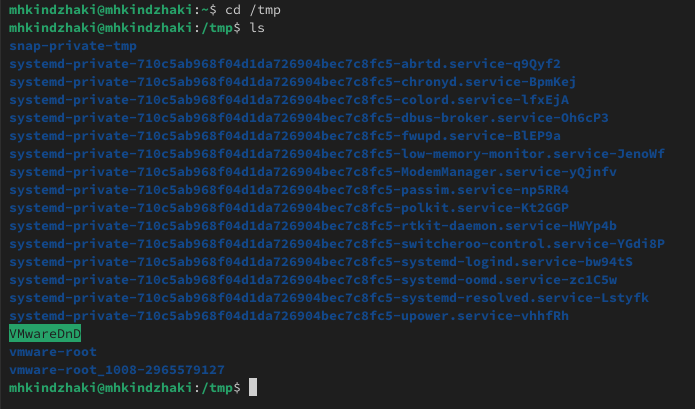 mhkindzhaki@mhkindzhaki:~$ cd /tmp
mhkindzhaki@mhkindzhaki:/tmp$ ls
snap-private-tmp
systemd-private-710c5ab968f04d1da726904bec7c8fc5-abrtd.service-q9Qyf2
systemd-private-710c5ab968f04d1da726904bec7c8fc5-chronyd.service-BpmKej
systemd-private-710c5ab968f04d1da726904bec7c8fc5-colord.service-lfxEjA
systemd-private-710c5ab968f04d1da726904bec7c8fc5-dbus-broker.service-Oh6cP3
systemd-private-710c5ab968f04d1da726904bec7c8fc5-fwupd.service-BlEP9a
systemd-private-710c5ab968f04d1da726904bec7c8fc5-low-memory-monitor.service-JenoWf
systemd-private-710c5ab968f04d1da726904bec7c8fc5-ModemManager.service-yQjnfv
systemd-private-710c5ab968f04d1da726904bec7c8fc5-passim.service-np5RR4
systemd-private-710c5ab968f04d1da726904bec7c8fc5-polkit.service-Kt2GGP
systemd-private-710c5ab968f04d1da726904bec7c8fc5-rtkit-daemon.service-HWYp4b
systemd-private-710c5ab968f04d1da726904bec7c8fc5-switcheroo-control.service-YGdi8P
systemd-private-710c5ab968f04d1da726904bec7c8fc5-systemd-logind.service-bw94tS
systemd-private-710c5ab968f04d1da726904bec7c8fc5-systemd-oomd.service-zc1C5w
systemd-private-710c5ab968f04d1da726904bec7c8fc5-systemd-resolved.service-Lstyfk
systemd-private-710c5ab968f04d1da726904bec7c8fc5-upower.service-vhhfRh
VMwareDnD
vmware-root
vmware-root_1008-2965579127
mhkindzhaki@mhkindzhaki:/tmp$